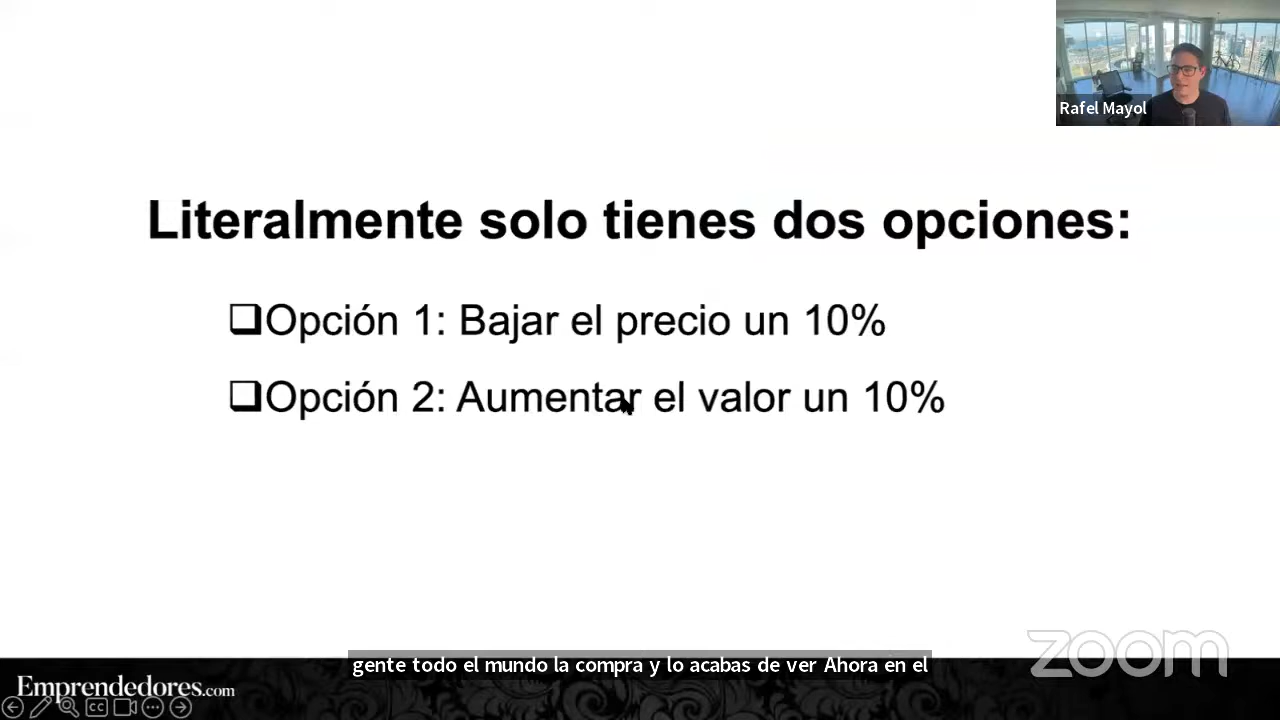 Rafel Mayol
Literalmente solo tienes dos opciones:
❑Opción 1: Bajar el precio un 10%
❑Opción 2: Aumentar el valor un 10%
gente todo el mundo la compra y lo acabas de ver Ahora en el
zoom
Emprendedores.com
CC